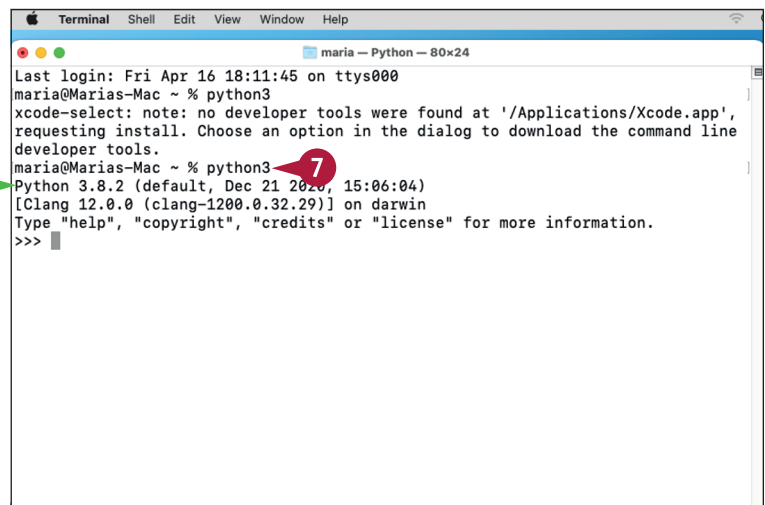 Terminal Shell Edit View Window Help
maria — Python — 80×24
Last login: Fri Apr 16 18:11:45 on ttys000
[maria@Marias-Mac ~ % python3 ]
xcode-select: note: no developer tools were found at '/Applications/Xcode.app',
requesting install. Choose an option in the dialog to download the command line
developer tools.
[maria@Marias-Mac ~ % python3 ]
7
Python 3.8.2 (default, Dec 21 2020, 15:06:04)
[Clang 12.0.0 (clang-1200.0.32.29)] on darwin
Type "help", "copyright", "credits" or "license" for more information.
>>>